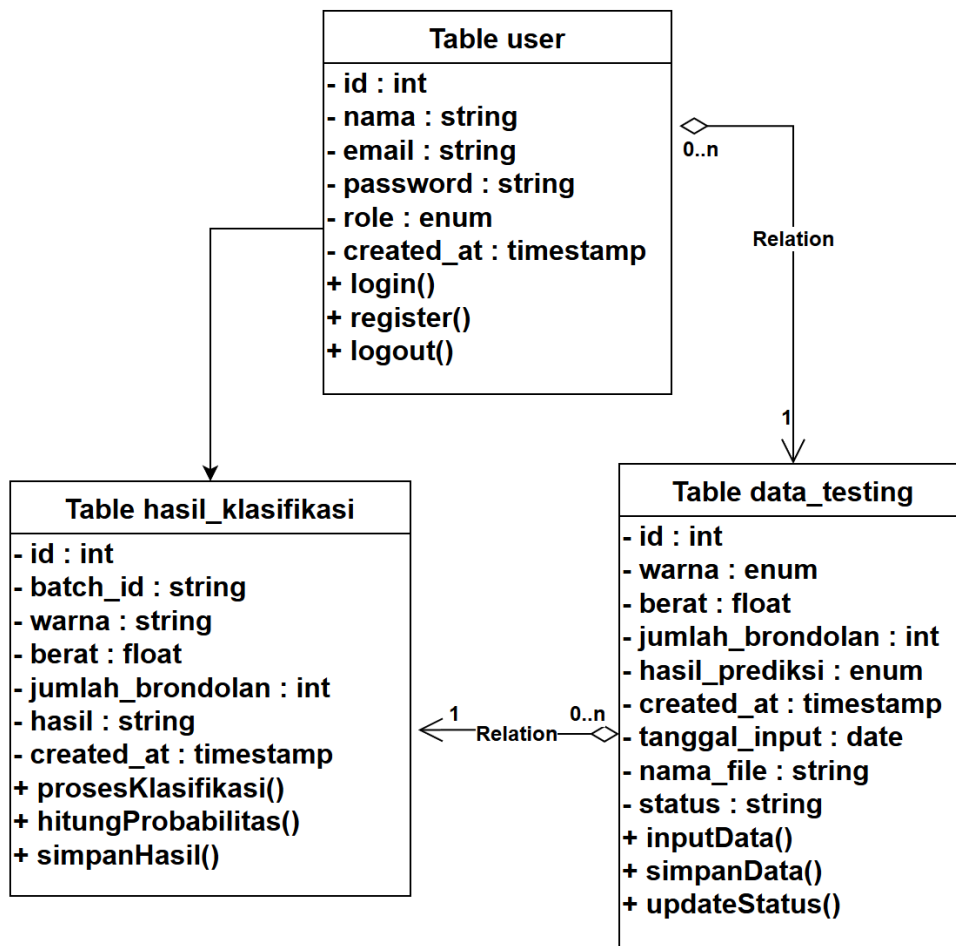 Table user
- id : int
- nama : string
- email : string
- password : string
- role : enum
- created_at : timestamp
+ login()
+ register()
+ logout()
0..n
Relation
1
Table hasil_klasifikasi
- id : int
- batch_id : string
- warna : string
- berat : float
- jumlah_brondolan : int
- hasil : string
- created_at : timestamp
+ prosesKlasifikasi()
+ hitungProbabilitas()
+ simpanHasil()
1
Relation
0..n
Table data_testing
- id : int
- warna : enum
- berat : float
- jumlah_brondolan : int
- hasil_prediksi : enum
- created_at : timestamp
- tanggal_input : date
- nama_file : string
- status : string
+ inputData()
+ simpanData()
+ updateStatus()